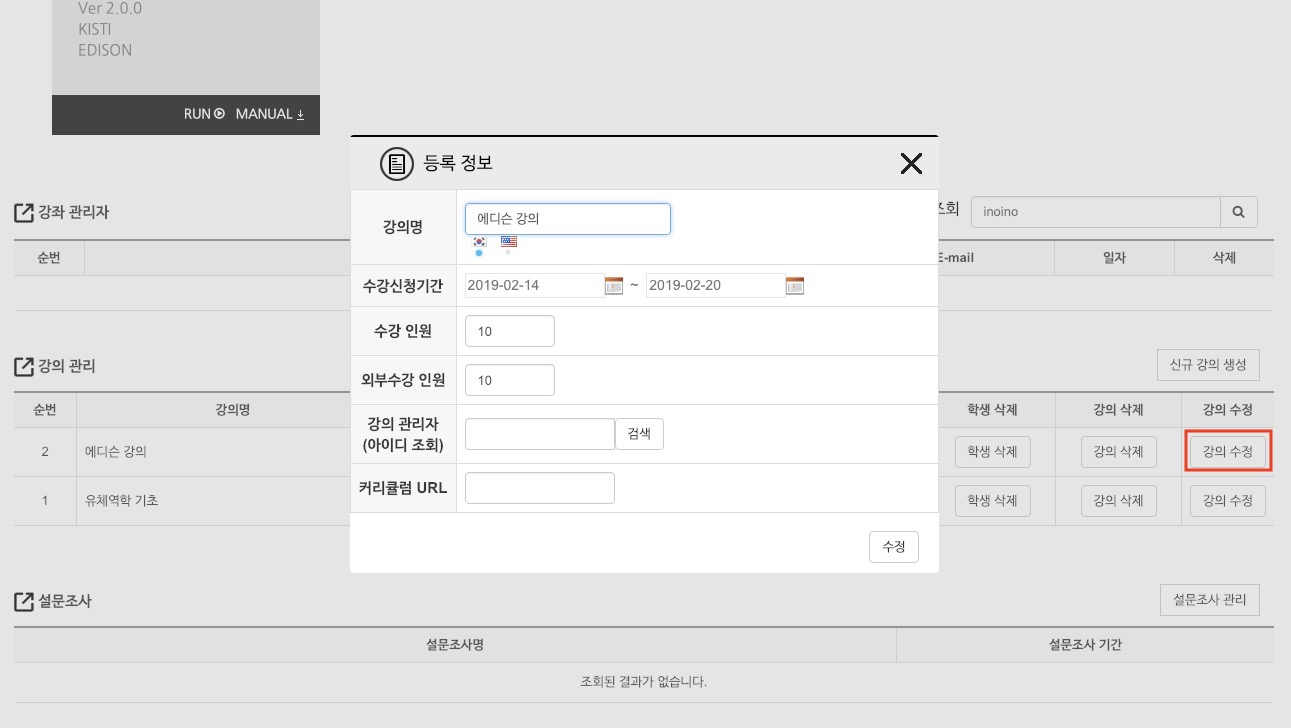 Ver 2.0.0
KISTI
EDISON
RUN MANUAL
등록 정보
강의명
에디슨 강의
수강신청기간
2019-02-14 ~ 2019-02-20
수강 인원
10
외부수강 인원
10
강의 관리자
(아이디 조회)
검색
커리큘럼 URL
수정
강좌 관리자
조회 inoino
순번 E-mail 일자 삭제
강의 관리
신규 강의 생성
순번 강의명 학생 삭제 강의 삭제 강의 수정
2 에디슨 강의 학생 삭제 강의 삭제 강의 수정
1 유체역학 기초 학생 삭제 강의 삭제 강의 수정
설문조사
설문조사 관리
설문조사명 설문조사 기간
조회된 결과가 없습니다.